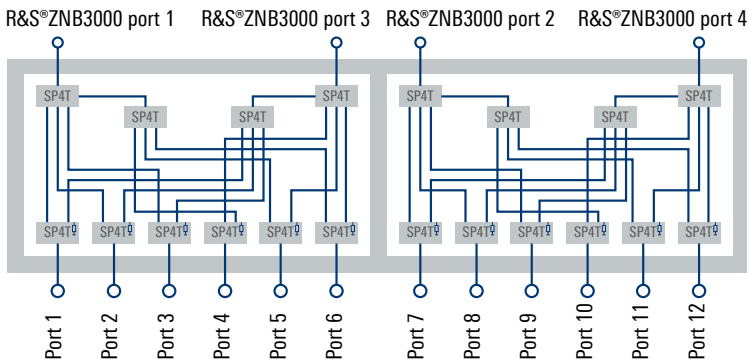 R&S®ZNB3000 port 1 R&S®ZNB3000 port 3 R&S®ZNB3000 port 2 R&S®ZNB3000 port 4
SP4T SP4T SP4T SP4T
SP4T SP4T SP4T SP4T
SP4T SP4T SP4T SP4T SP4T SP4T SP4T SP4T SP4T SP4T SP4T SP4T
Port 1 Port 2 Port 3 Port 4 Port 5 Port 6 Port 7 Port 8 Port 9 Port 10 Port 11 Port 12